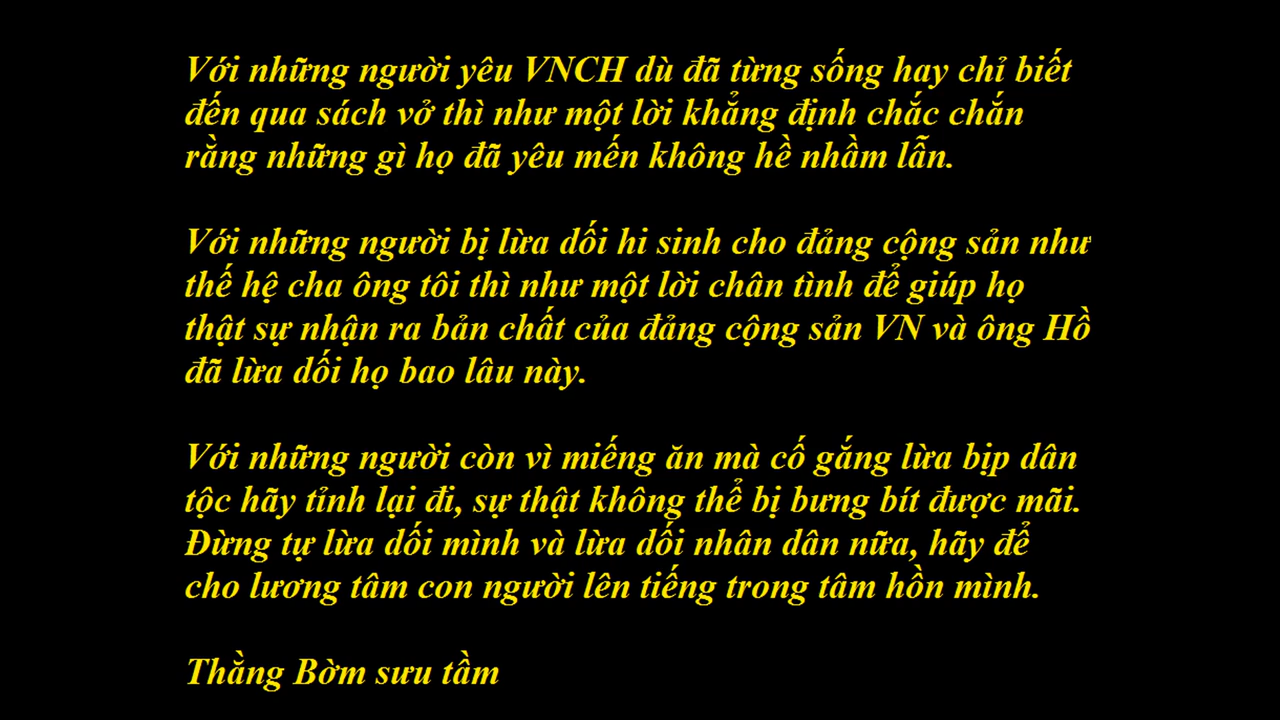 Với những người yêu VNCH dù đã từng sống hay chỉ biết
đến qua sách vở thì như một lời khẳng định chắc chắn
rằng những gì họ đã yêu mến không hề nhầm lẫn.
Với những người bị lừa dối hi sinh cho đảng cộng sản như
thế hệ cha ông tôi thì như một lời chân tình để giúp họ
thật sự nhận ra bản chất của đảng cộng sản VN và ông Hồ
đã lừa dối họ bao lâu này.
Với những người còn vì miếng ăn mà cố gắng lừa bịp dân
tộc hãy tỉnh lại đi, sự thật không thể bị bưng bít được mãi.
Đừng tự lừa dối mình và lừa dối nhân dân nữa, hãy để
cho lương tâm con người lên tiếng trong tâm hồn mình.
Thằng Bờm sưu tầm